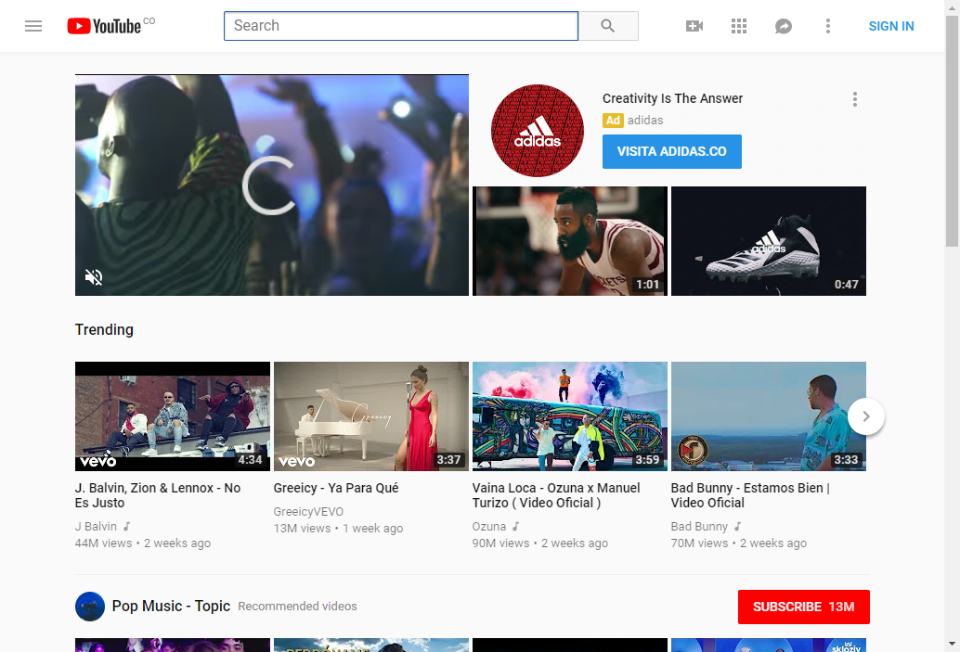 YouTube CO
Search
SIGN IN
Creativity Is The Answer
Ad adidas
VISITA ADIDAS.CO
adidas
adidas
1:01
0:47
Trending
vevo
4:34
Greeicy
vevo
3:37
3:59
3:33
J. Balvin, Zion & Lennox - No
Es Justo
J Balvin
44M views • 2 weeks ago
Greeicy - Ya Para Qué
GreeicyVEVO
13M views • 1 week ago
Vaina Loca - Ozuna x Manuel
Turizo ( Video Oficial )
Ozuna
90M views • 2 weeks ago
Bad Bunny - Estamos Bien |
Video Oficial
Bad Bunny
70M views • 2 weeks ago
Pop Music - Topic Recommended videos
SUBSCRIBE 13M